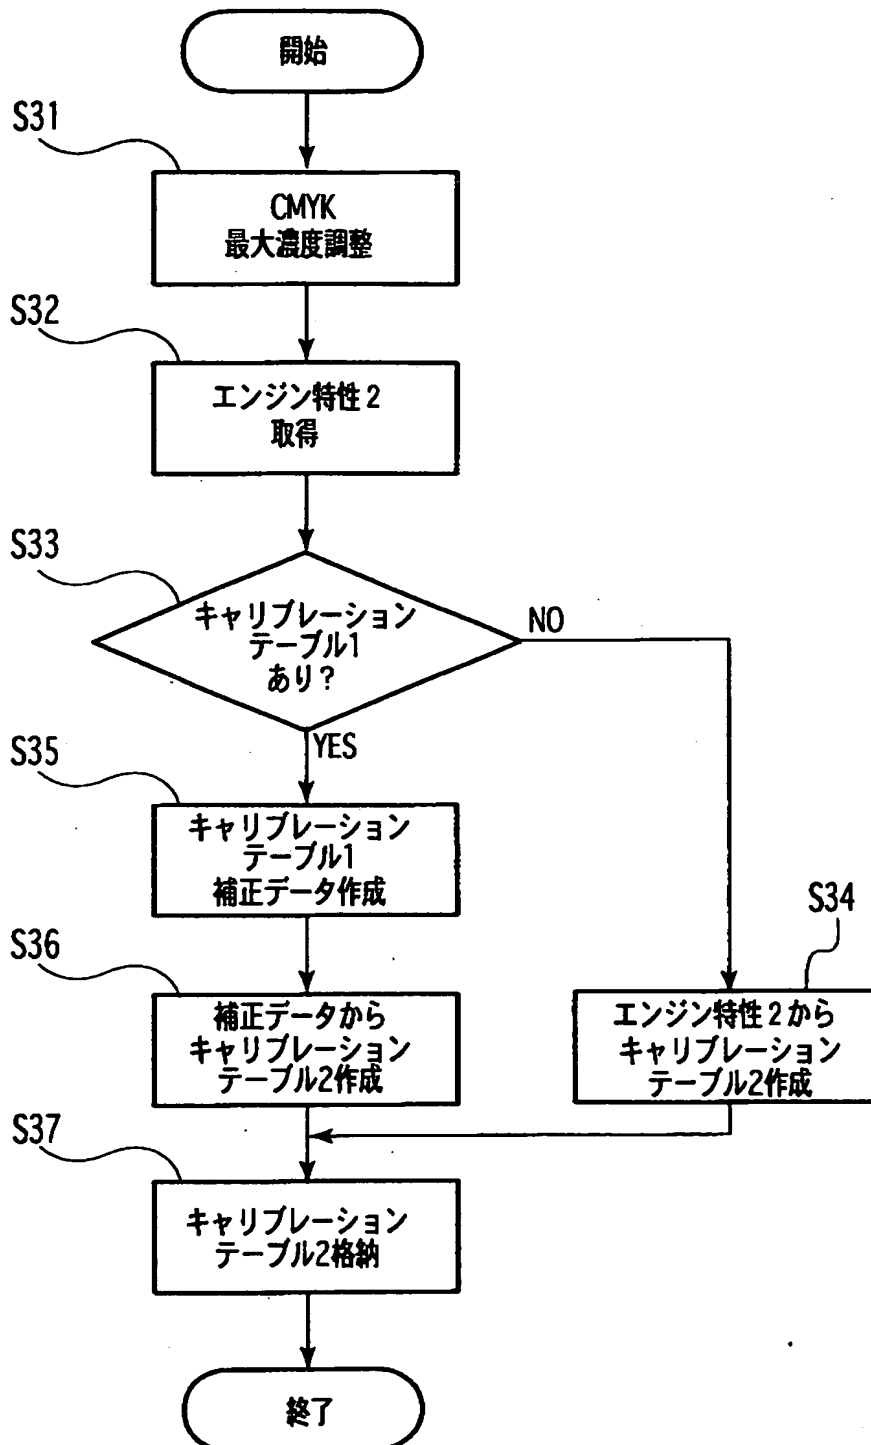 開始
S31
CMYK
最大濃度調整
S32
エンジン特性2
取得
S33
キャリブレーション
テーブル1
あり?
NO
YES
S35
キャリブレーション
テーブル1
補正データ作成
S34
S36
補正データから
キャリブレーション
テーブル2作成
エンジン特性2から
キャリブレーション
テーブル2作成
S37
キャリブレーション
テーブル2格納
終了